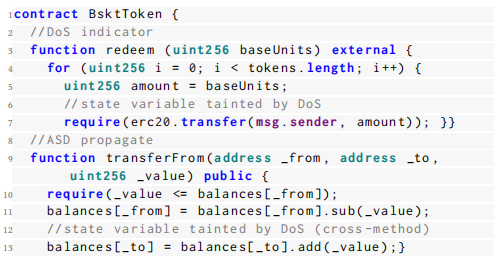 1 contract BsktToken {
2 //DoS indicator
3 function redeem (uint256 baseUnits) external {
4 for (uint256 i = 0; i < tokens.length; i++) {
5 uint256 amount = baseUnits;
6 //state variable tainted by DoS
7 require(erc20.transfer(msg.sender, amount)); }}
8 //ASD propagate
9 function transferFrom(address _from, address _to,
uint256 _value) public {
10 require(_value <= balances[_from]);
11 balances[_from] = balances[_from].sub(_value);
12 //state variable tainted by DoS (cross-method)
13 balances[_to] = balances[_to].add(_value);}